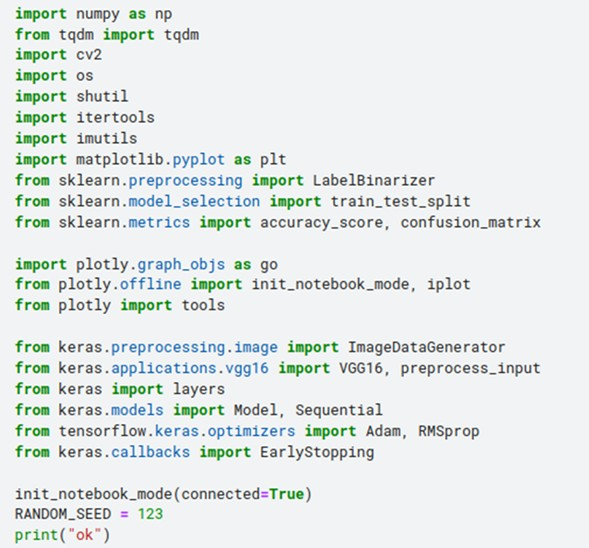 import numpy as np
from tqdm import tqdm
import cv2
import os
import shutil
import itertools
import imutils
import matplotlib.pyplot as plt
from sklearn.preprocessing import LabelBinarizer
from sklearn.model_selection import train_test_split
from sklearn.metrics import accuracy_score, confusion_matrix

import plotly.graph_objs as go
from plotly.offline import init_notebook_mode, iplot
from plotly import tools

from keras.preprocessing.image import ImageDataGenerator
from keras.applications.vgg16 import VGG16, preprocess_input
from keras import layers
from keras.models import Model, Sequential
from tensorflow.keras.optimizers import Adam, RMSprop
from keras.callbacks import EarlyStopping

init_notebook_mode(connected=True)
RANDOM_SEED = 123
print("ok")